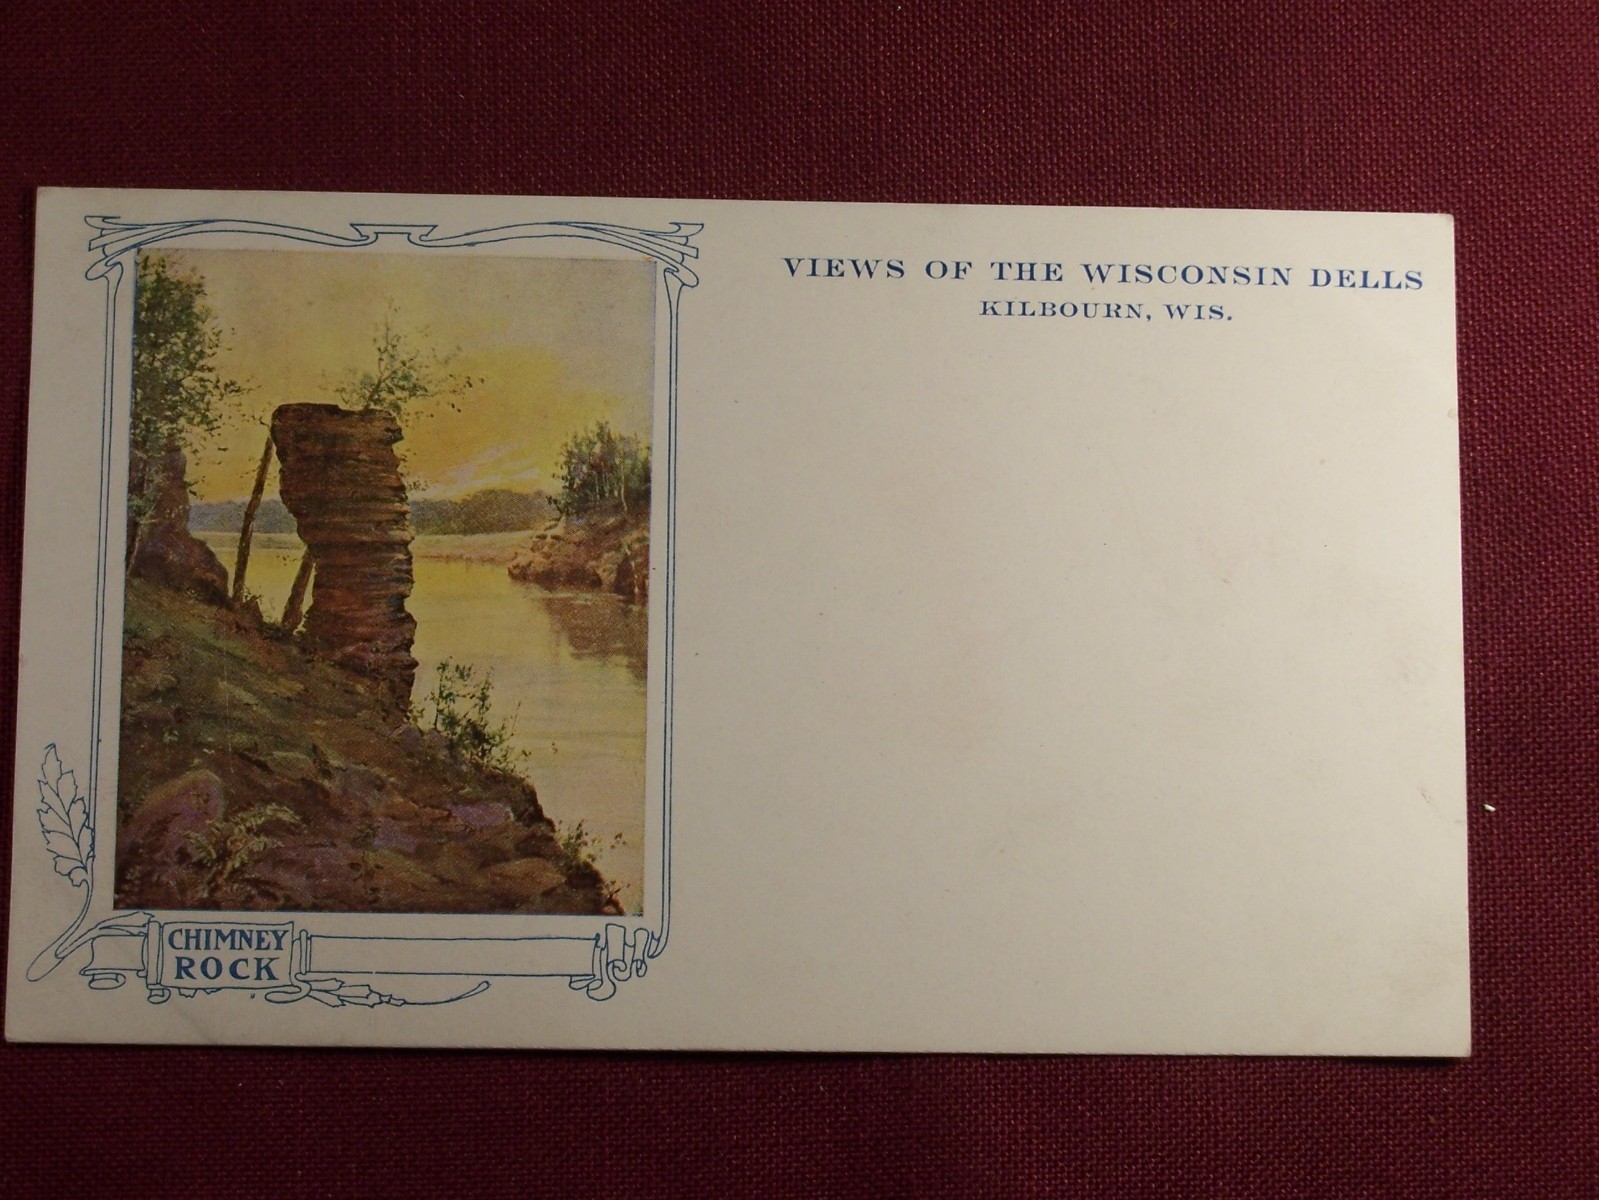 VIEWS OF THE WISCONSIN DELLS
KILBOURN, WIS.
CHIMNEY
ROCK